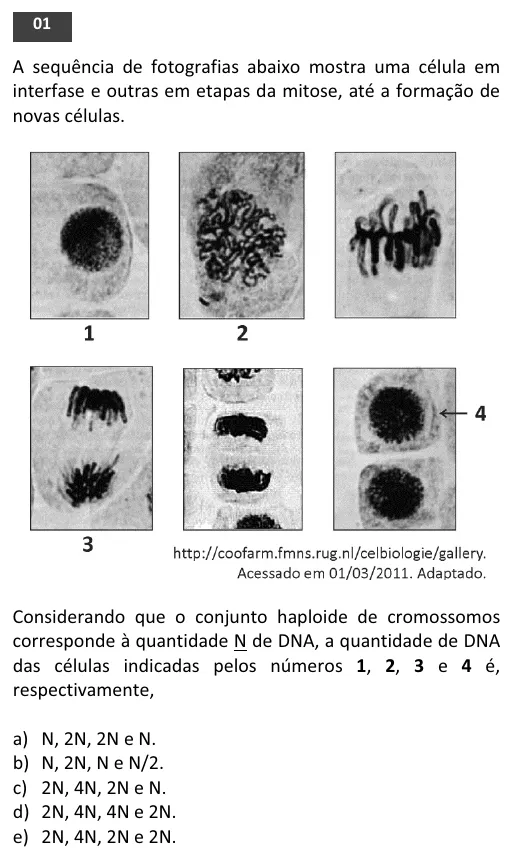 01
A sequência de fotografias abaixo mostra uma célula em
interfase e outras em etapas da mitose, até a formação de
novas células.
1
2
4
3
http://coofarm.fmns.rug.nl/celbiologie/gallery.
Acessado em 01/03/2011. Adaptado.
Considerando que o conjunto haploide de cromossomos
corresponde à quantidade N de DNA, a quantidade de DNA
das células indicadas pelos números 1, 2, 3 e 4 é,
respectivamente,
a) N, 2N, 2N e N.
b) N, 2N, N e N/2.
c) 2N, 4N, 2N e N.
d) 2N, 4N, 4N e 2N.
e) 2N, 4N, 2N e 2N.